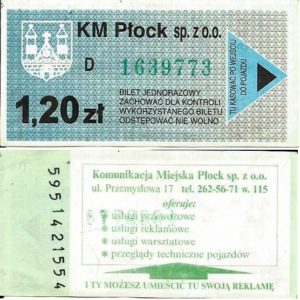 KM Płock sp. z o.o.
D 1639773
BILET JEDNORAZOWY
ZACHOWAĆ DLA KONTROLI
WYKORZYSTANEGO BILETU
ODSTĘPOWAĆ NIE WOLNO
1,20 zł
TU KASOWAĆ PO WEJŚCIU
DO POJAZDU
Komunikacja Miejska Płock sp. z o.o.
ul. Przemysłowa 17 tel. 262-56-71 w. 115
oferuje:
• usługi przewozowe
• usługi reklamowe
• usługi warsztatowe
• przeglądy techniczne pojazdów
I TY MOŻESZ UMIEŚCIĆ TU SWOJĄ REKLAMĘ
5951421554